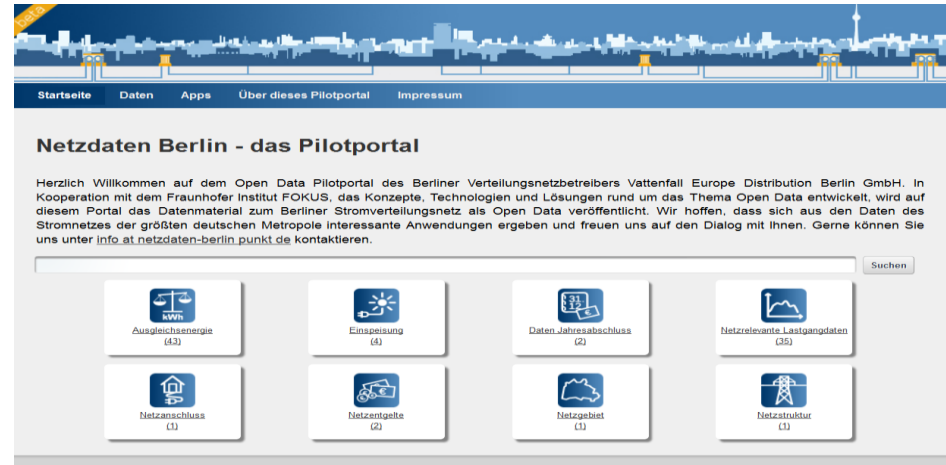 beta
Startseite Daten Apps Über dieses Pilotportal Impressum
Netzdaten Berlin - das Pilotportal
Herzlich Willkommen auf dem Open Data Pilotportal des Berliner Verteilungsnetzbetreibers Vattenfall Europe Distribution Berlin GmbH. In
Kooperation mit dem Fraunhofer Institut FOKUS, das Konzepte, Technologien und Lösungen rund um das Thema Open Data entwickelt, wird auf
diesem Portal das Datenmaterial zum Berliner Stromverteilungsnetz als Open Data veröffentlicht. Wir hoffen, dass sich aus den Daten des
Stromnetzes der größten deutschen Metropole interessante Anwendungen ergeben und freuen uns auf den Dialog mit Ihnen. Gerne können Sie
uns unter info at netzdaten-berlin punkt de kontaktieren.
Suchen
kWh
Ausgleichsenergie
(43)
Einspeisung
(4)
31
12 €
Daten Jahresabschluss
(2)
Netzrelevante Lastgangdaten
(35)
Netzanschluss
(1)
€
Netzentgelte
(2)
Netzgebiet
(1)
Netzstruktur
(1)